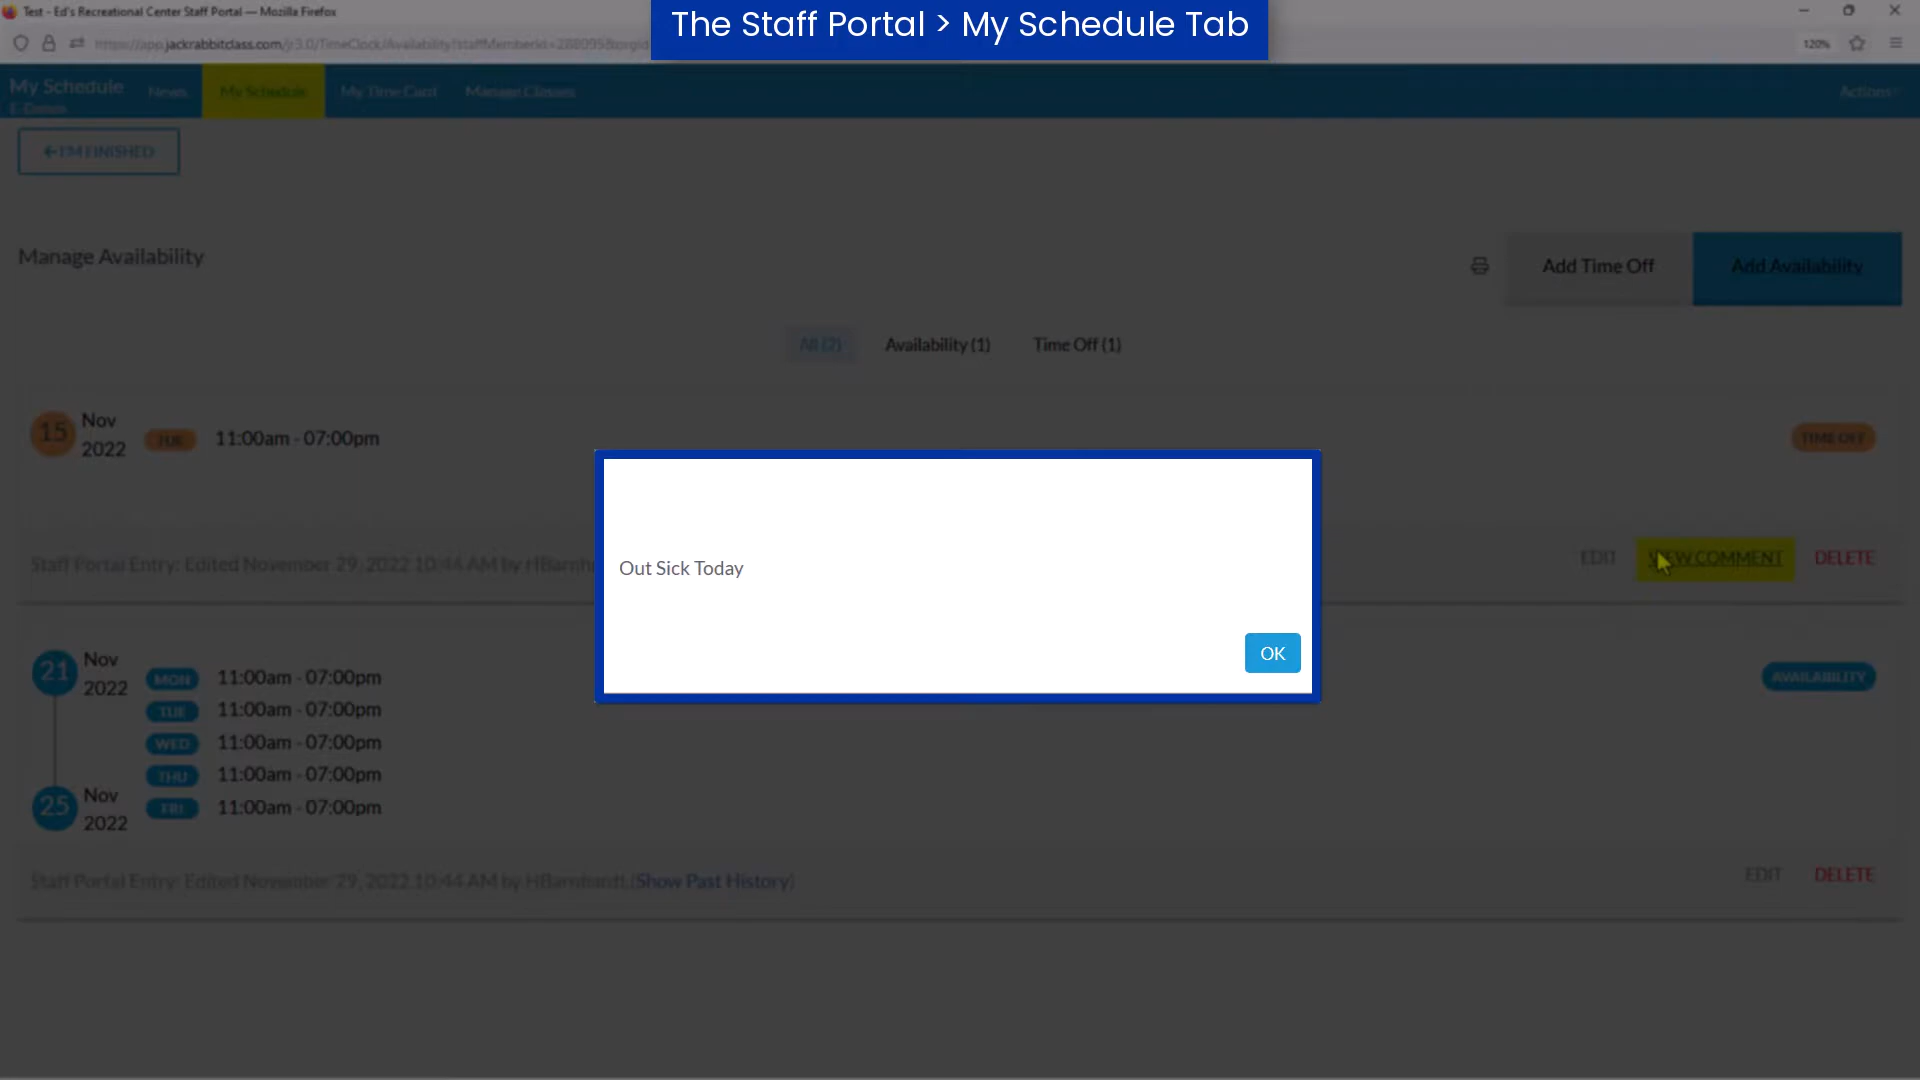 Test - Ed's Recreational Center Staff Portal — Mozilla Firefox
The Staff Portal > My Schedule Tab
https://app.jackrabbitclass.com/jr3.0/TimeClock/Availability?staffMemberId=
120%
My Schedule News My Schedule My Time Card Manage Classes Actions
I'M FINISHED
Manage Availability
Add Time Off
Add Availability
All (2) Availability (1) Time Off (1)
15 Nov 2022 TUE 11:00am - 07:00pm TIME OFF
Staff Portal Entry: Edited November 29, 2022 10:44 AM by
EDIT VIEW COMMENT DELETE
Out Sick Today
OK
21 Nov 2022
MON 11:00am - 07:00pm AVAILABILITY
TUE 11:00am - 07:00pm
WED 11:00am - 07:00pm
THU 11:00am - 07:00pm
25 Nov 2022
FRI 11:00am - 07:00pm
Staff Portal Entry: Edited November 29, 2022 10:44 AM by (Show Past History)
EDIT DELETE